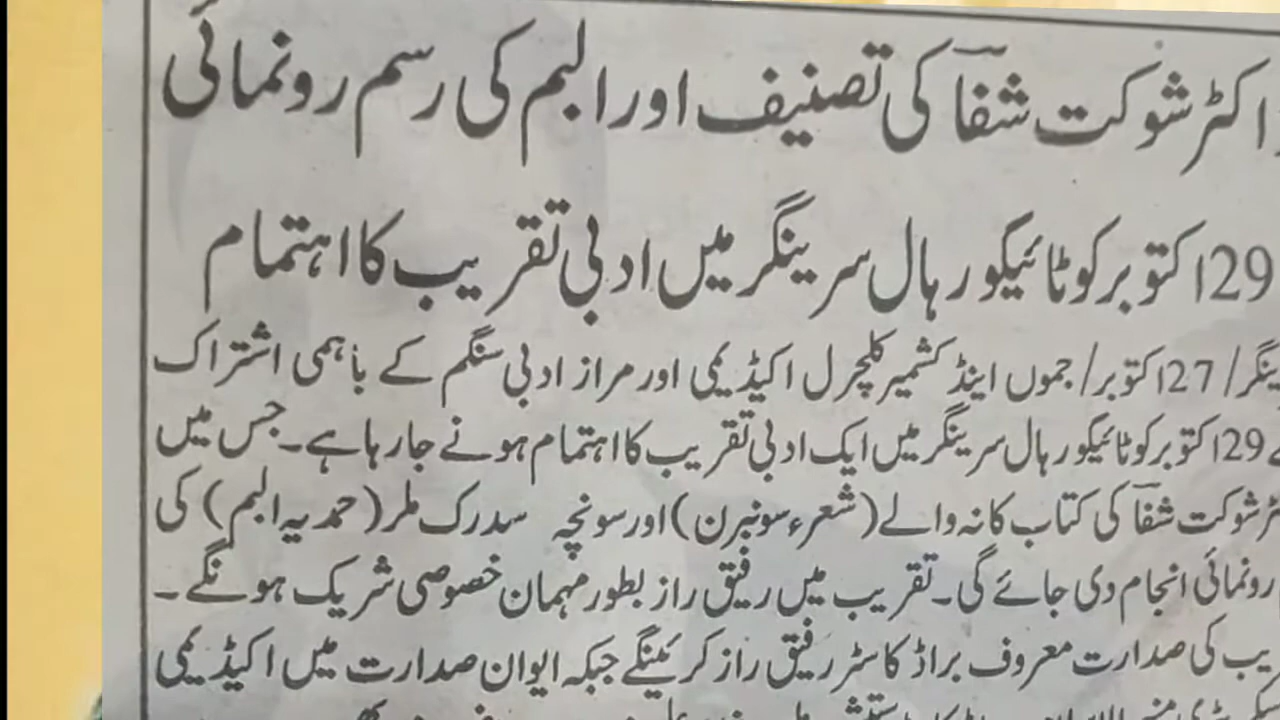 اکٹر شوکت شفاؔ کی تصنیف اور البم کی رسم رونمائی
29 اکتوبر کو ٹائیگور ہال سرینگر میں ادبی تقریب کا اہتمام
ینگر/ 27 اکتوبر/ جموں اینڈ کشمیر کلچرل اکیڈیمی اور مراز ادبی سنگم کے باہمی اشتراک
29 اکتوبر کو ٹائیگور ہال سرینگر میں ایک ادبی تقریب کا اہتمام ہونے جارہا ہے۔ جس میں
ٹر شوکت شفاؔ کی کتاب کانہ والے (شعرٕ سونبرن) اور سونچہ سدرک ملر (حمدیہ البم) کی
رونمائی انجام دی جائے گی۔ تقریب میں رفیق راز بطور مہمان خصوصی شریک ہونگے۔
یب کی صدارت معروف براڈ کاسٹر رفیق راز کرینگے جبکہ ایوان صدارت میں اکیڈیمی